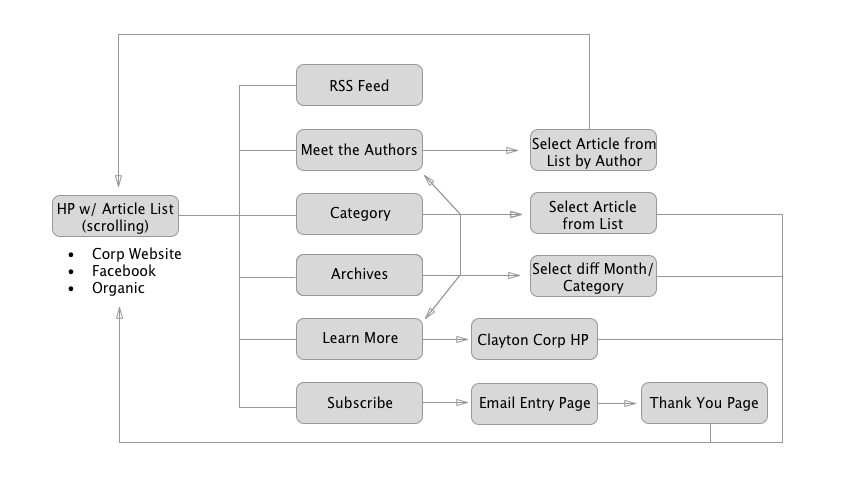 RSS Feed
Meet the Authors
Select Article from
List by Author
HP w/ Article List
(scrolling)
• Corp Website
• Facebook
• Organic
Category
Select Article
from List
Archives
Select diff Month/
Category
Learn More
Clayton Corp HP
Subscribe
Email Entry Page
Thank You Page